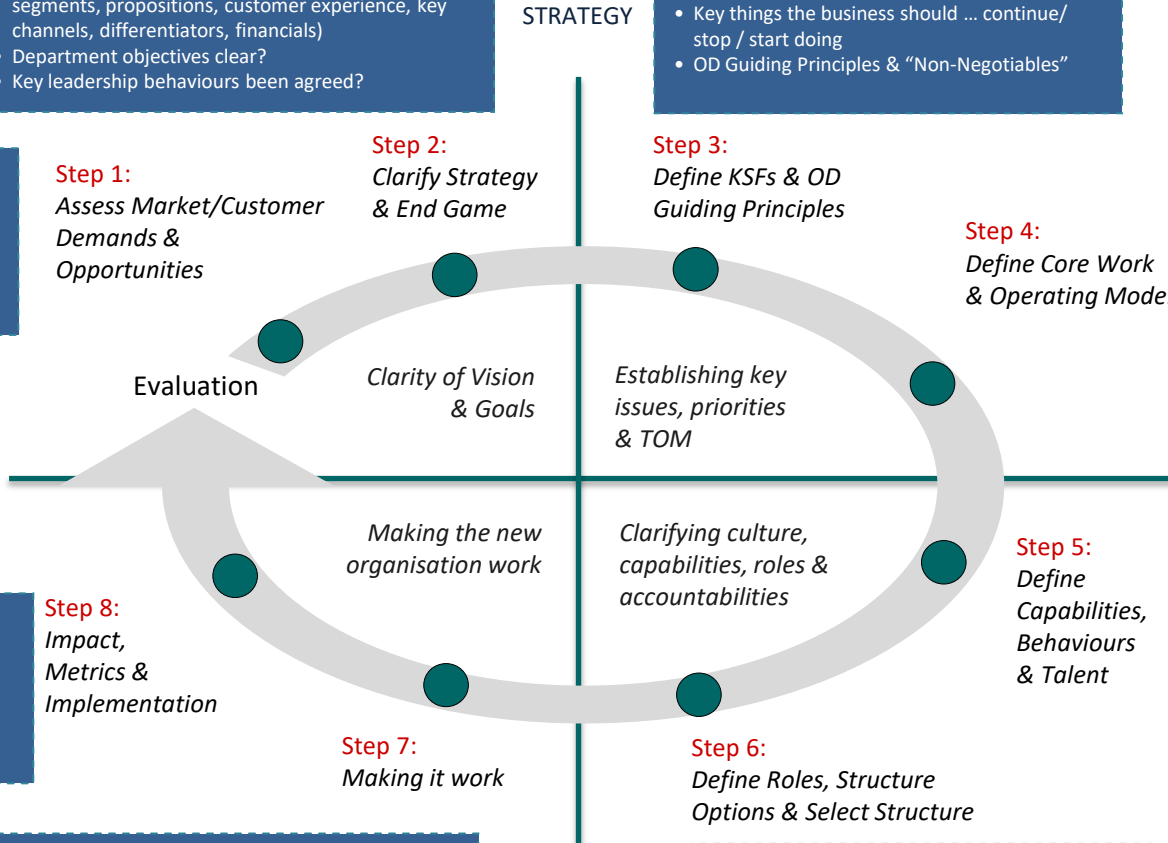 segments, propositions, customer experience, key
channels, differentiators, financials)
Department objectives clear?
• Key leadership behaviours been agreed?
STRATEGY
• Key things the business should ... continue/
stop / start doing
• OD Guiding Principles & “Non-Negotiables”
Step 1:
Assess Market/Customer
Demands &
Opportunities
Step 2:
Clarify Strategy
& End Game
Step 3:
Define KSFs & OD
Guiding Principles
Step 4:
Define Core Work
& Operating Mode
Evaluation
Clarity of Vision
& Goals
Establishing key
issues, priorities
& TOM
Making the new
organisation work
Clarifying culture,
capabilities, roles &
accountabilities
Step 5:
Define
Capabilities,
Behaviours
& Talent
Step 8:
Impact,
Metrics &
Implementation
Step 7:
Making it work
Step 6:
Define Roles, Structure
Options & Select Structure